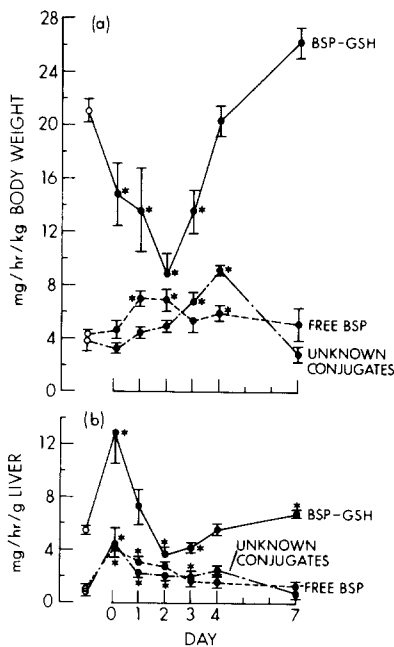 (a)
mg/hr/kg BODY WEIGHT
28
24
20
16
12
8
4
0
BSP-GSH
FREE BSP
UNKNOWN
CONJUGATES
(b)
mg/hr/g LIVER
12
8
4
0
BSP-GSH
UNKNOWN
CONJUGATES
FREE BSP
0 1 2 3 4 7
DAY